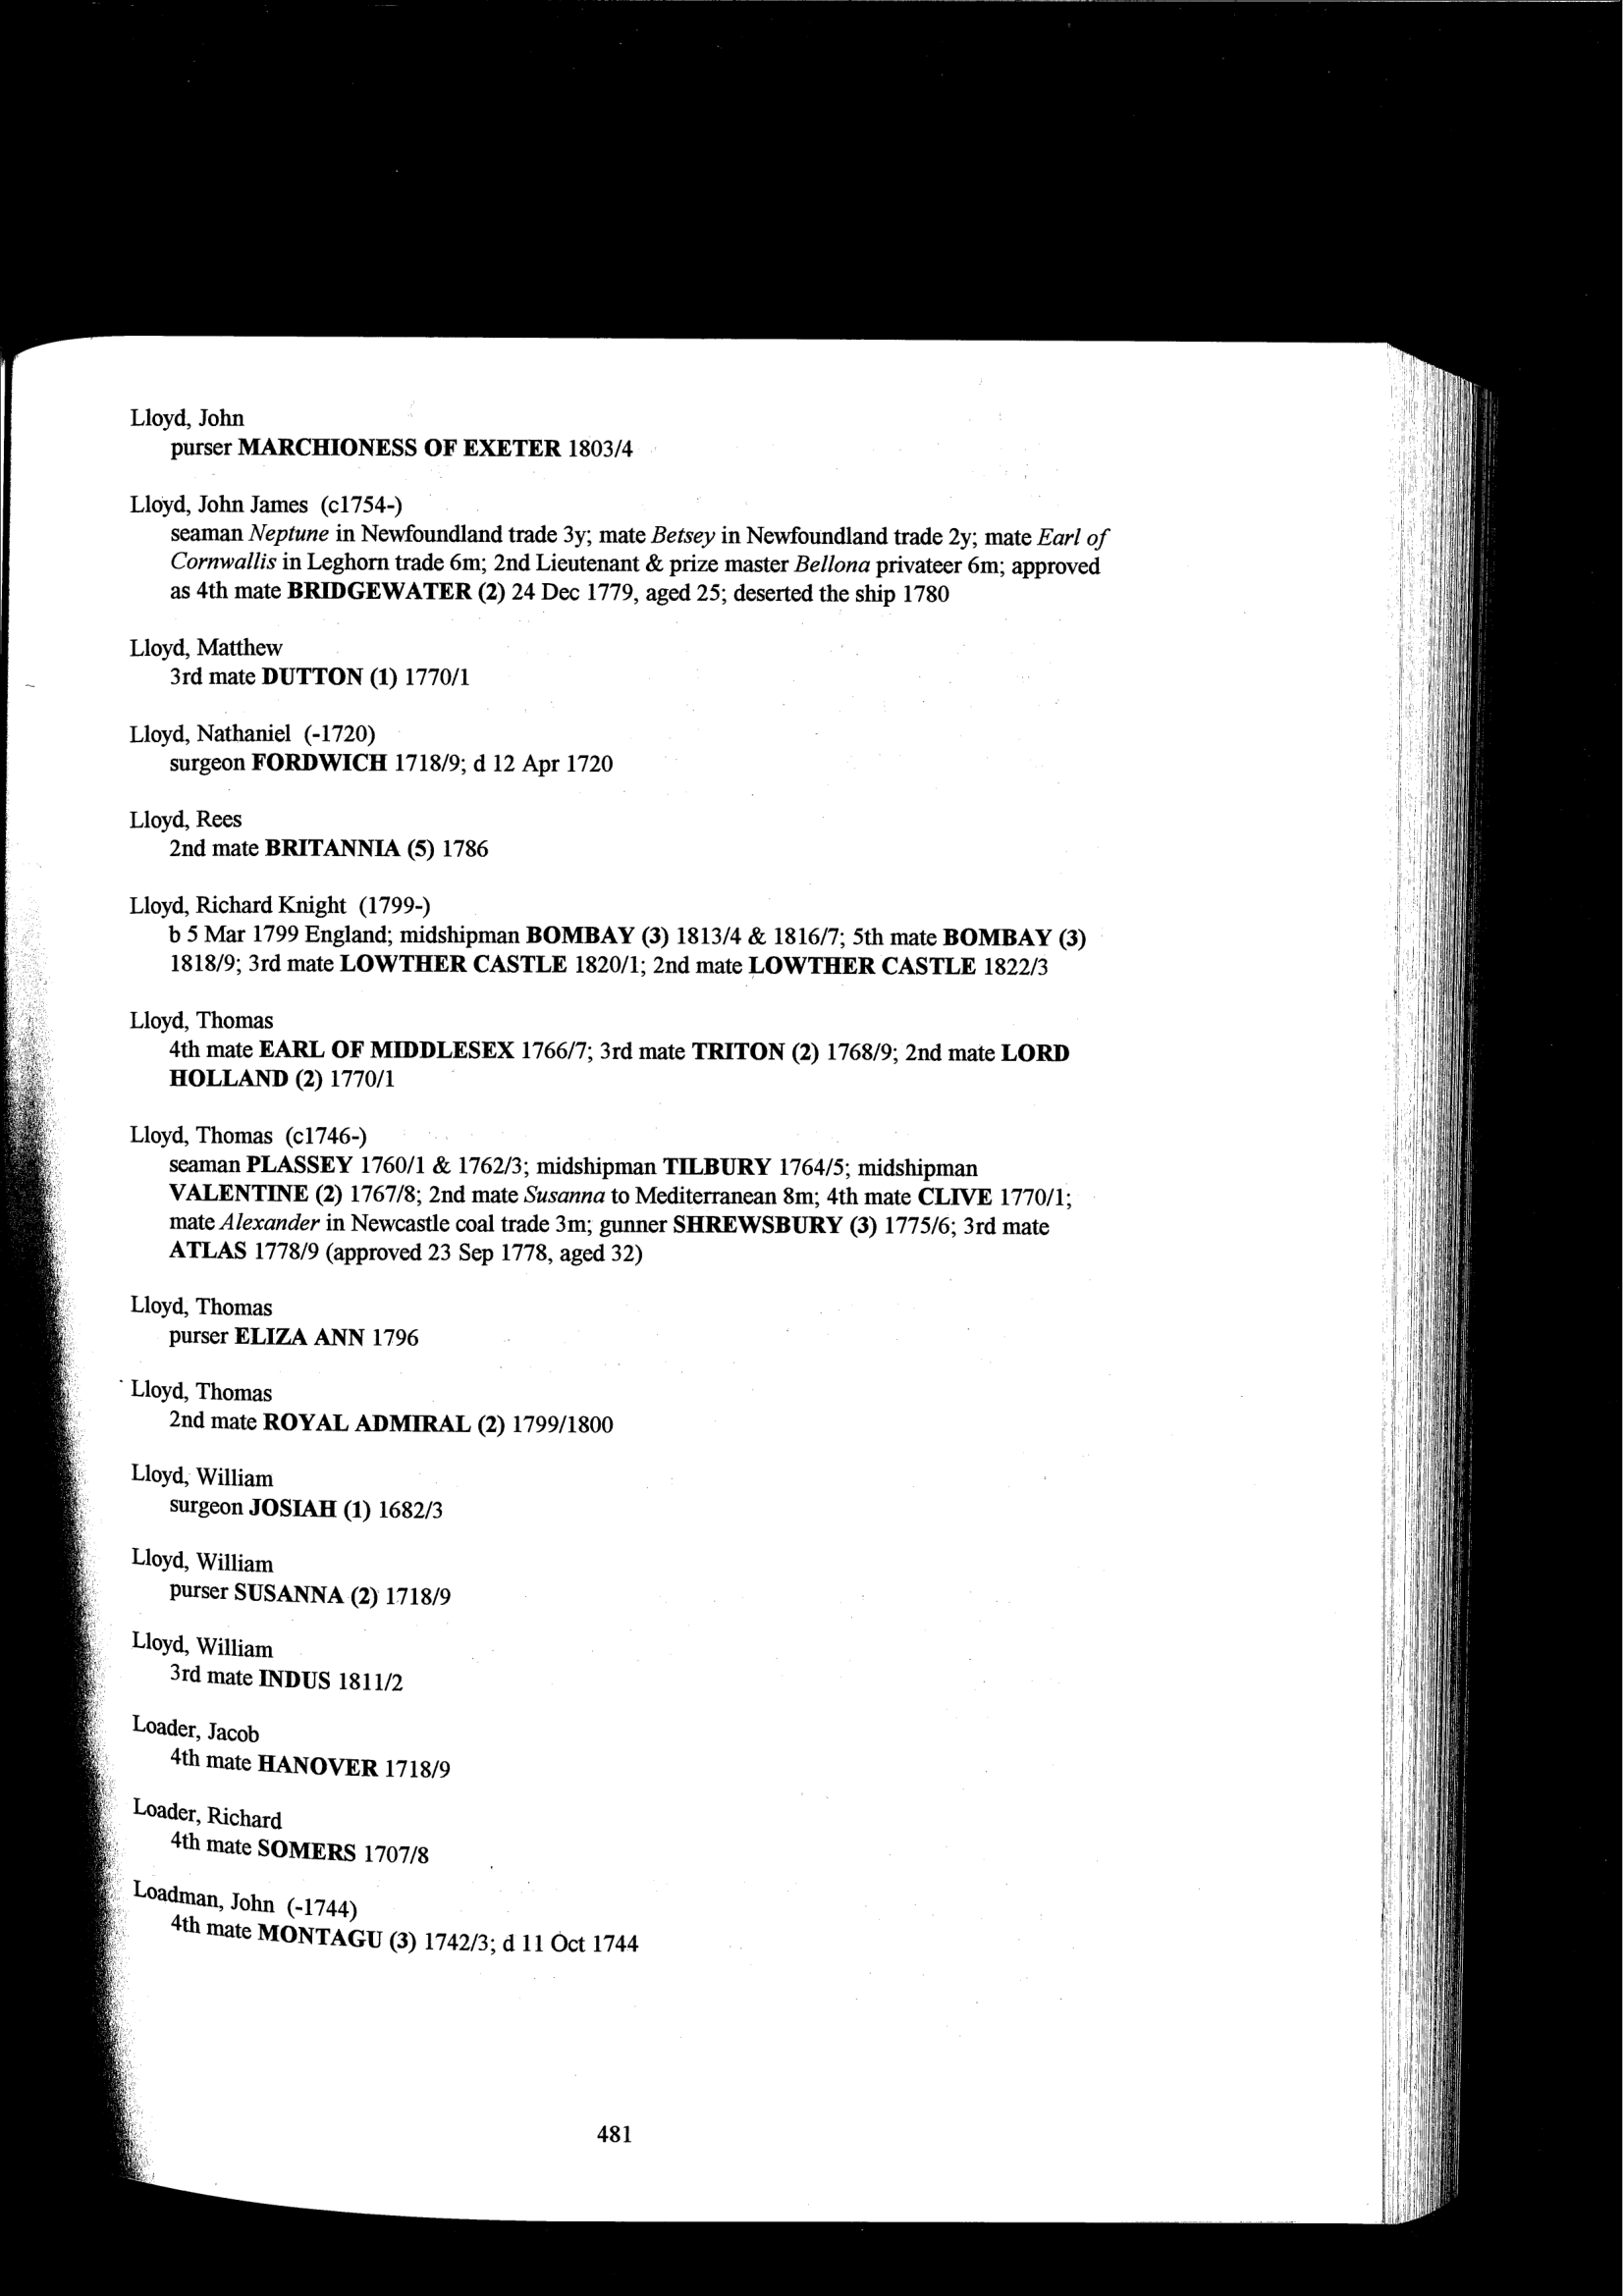 Lloyd, John
purser MARCHIONESS OF EXETER 1803/4
Lloyd, John James (c1754-)
seaman Neptune in Newfoundland trade 3y; mate Betsey in Newfoundland trade 2y; mate Earl of
Cornwallis in Leghorn trade 6m; 2nd Lieutenant & prize master Bellona privateer 6m; approved
as 4th mate BRIDGEWATER (2) 24 Dec 1779, aged 25; deserted the ship 1780
Lloyd, Matthew
3rd mate DUTTON (1) 1770/1
Lloyd, Nathaniel (-1720)
surgeon FORDWICH 1718/9; d 12 Apr 1720
Lloyd, Rees
2nd mate BRITANNIA (5) 1786
Lloyd, Richard Knight (1799-)
b 5 Mar 1799 England; midshipman BOMBAY (3) 1813/4 & 1816/7; 5th mate BOMBAY (3)
1818/9; 3rd mate LOWTHER CASTLE 1820/1; 2nd mate LOWTHER CASTLE 1822/3
Lloyd, Thomas
4th mate EARL OF MIDDLESEX 1766/7; 3rd mate TRITON (2) 1768/9; 2nd mate LORD
HOLLAND (2) 1770/1
Lloyd, Thomas (c1746-)
seaman PLASSEY 1760/1 & 1762/3; midshipman TILBURY 1764/5; midshipman
VALENTINE (2) 1767/8; 2nd mate Susanna to Mediterranean 8m; 4th mate CLIVE 1770/1;
mate Alexander in Newcastle coal trade 3m; gunner SHREWSBURY (3) 1775/6; 3rd mate
ATLAS 1778/9 (approved 23 Sep 1778, aged 32)
Lloyd, Thomas
purser ELIZA ANN 1796
Lloyd, Thomas
2nd mate ROYAL ADMIRAL (2) 1799/1800
Lloyd, William
surgeon JOSIAH (1) 1682/3
Lloyd, William
purser SUSANNA (2) 1718/9
Lloyd, William
3rd mate INDUS 1811/2
Loader, Jacob
4th mate HANOVER 1718/9
Loader, Richard
4th mate SOMERS 1707/8
Loadman, John (-1744)
4th mate MONTAGU (3) 1742/3; d 11 Oct 1744
481